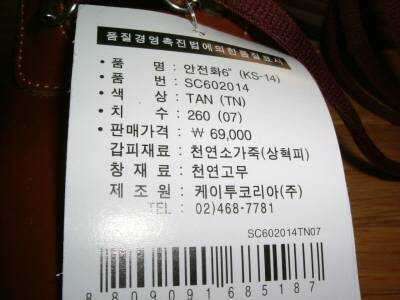 품질경영촉진법에의한품질표시
• 품 명 : 안전화6" (KS-14)
• 품 번 : SC602014
• 색 상 : TAN (TN)
• 치 수 : 260 (07)
• 판매가격 : ₩ 69,000
갑피재료 : 천연소가죽(상혁피)
창 재 료 : 천연고무
제 조 원 : 케이투코리아(주)
TEL : 02)468-7781
SC602014TN07
8 809091 685187